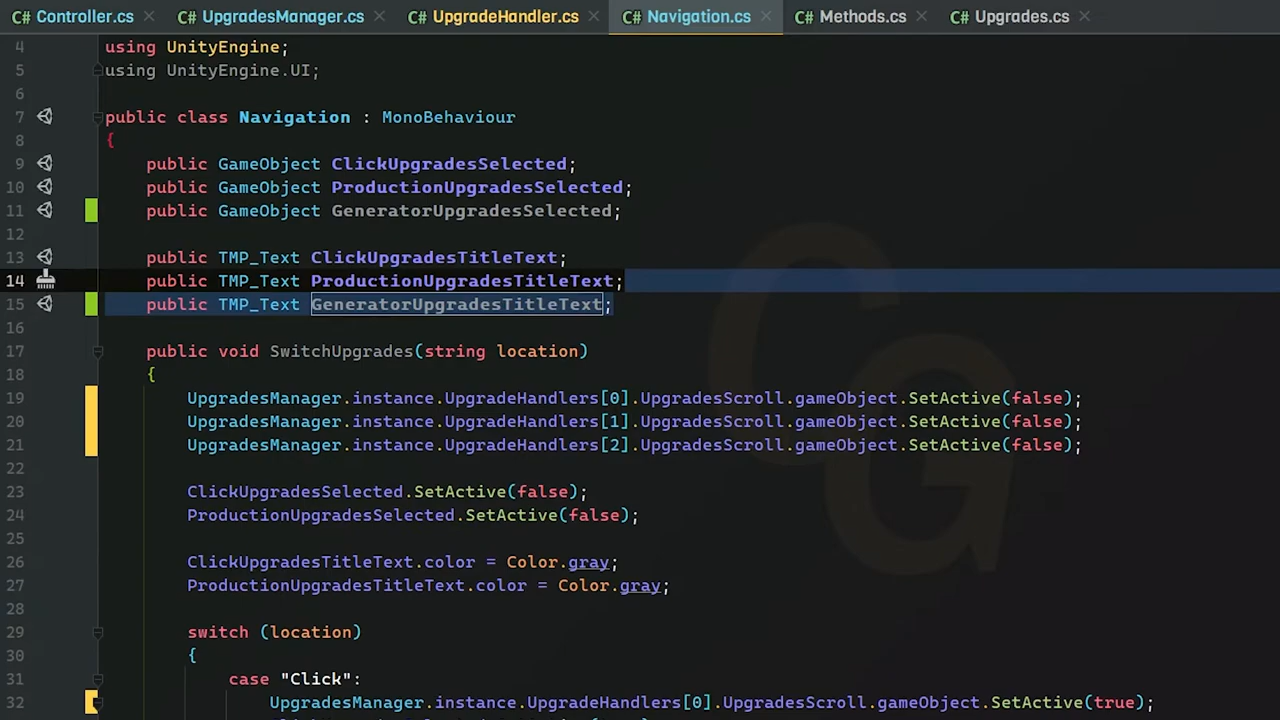 C# Controller.cs × C# UpgradesManager.cs × C# UpgradeHandler.cs × C# Navigation.cs × C# Methods.cs × C# Upgrades.cs ×
4 using UnityEngine;
5 using UnityEngine.UI;
6
7 public class Navigation : MonoBehaviour
8 {
9 public GameObject ClickUpgradesSelected;
10 public GameObject ProductionUpgradesSelected;
11 public GameObject GeneratorUpgradesSelected;
12
13 public TMP_Text ClickUpgradesTitleText;
14 public TMP_Text ProductionUpgradesTitleText;
15 public TMP_Text GeneratorUpgradesTitleText;
16
17 public void SwitchUpgrades(string location)
18 {
19 UpgradesManager.instance.UpgradeHandlers[0].UpgradesScroll.gameObject.SetActive(false);
20 UpgradesManager.instance.UpgradeHandlers[1].UpgradesScroll.gameObject.SetActive(false);
21 UpgradesManager.instance.UpgradeHandlers[2].UpgradesScroll.gameObject.SetActive(false);
22
23 ClickUpgradesSelected.SetActive(false);
24 ProductionUpgradesSelected.SetActive(false);
25
26 ClickUpgradesTitleText.color = Color.gray;
27 ProductionUpgradesTitleText.color = Color.gray;
28
29 switch (location)
30 {
31 case "Click":
32 UpgradesManager.instance.UpgradeHandlers[0].UpgradesScroll.gameObject.SetActive(true);
CG